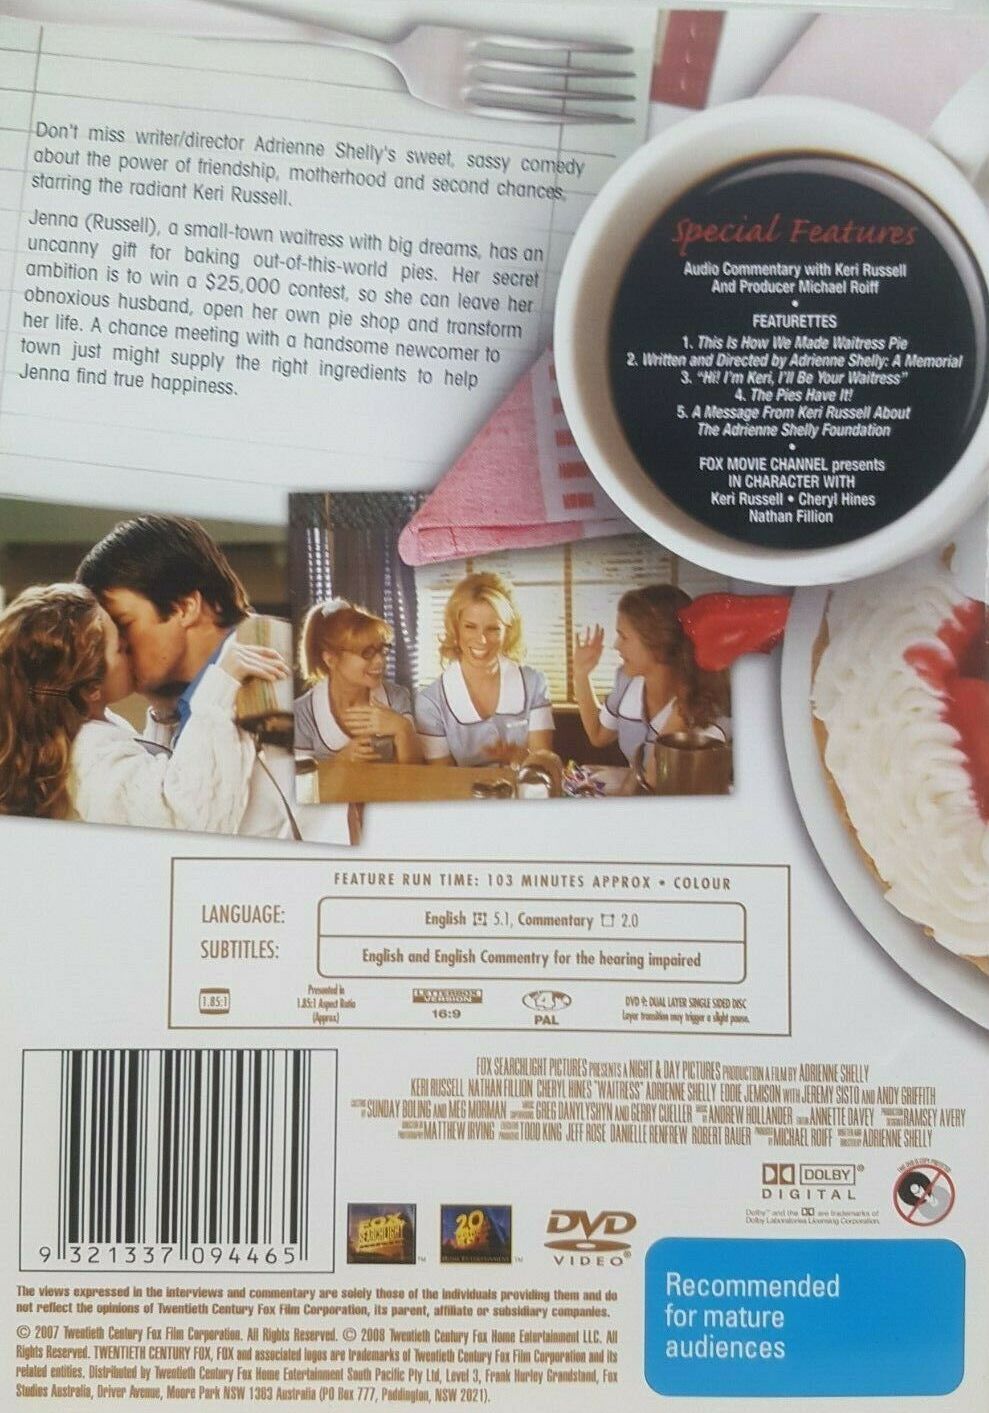 Don't miss writer/director Adrienne Shelly's sweet, sassy comedy
about the power of friendship, motherhood and second chances,
starring the radiant Keri Russell.
Jenna (Russell), a small-town waitress with big dreams, has an
uncanny gift for baking out-of-this-world pies. Her secret
ambition is to win a $25,000 contest, so she can leave her
obnoxious husband, open her own pie shop and transform
her life. A chance meeting with a handsome newcomer to
town just might supply the right ingredients to help
Jenna find true happiness.
Special Features
Audio Commentary with Keri Russell
And Producer Michael Roiff
•
FEATURETTES
1. This Is How We Made Waitress Pie
2. Written and Directed by Adrienne Shelly: A Memorial
3. "Hi! I'm Keri, I'll Be Your Waitress"
4. The Pies Have It!
5. A Message From Keri Russell About
The Adrienne Shelly Foundation
•
FOX MOVIE CHANNEL presents
IN CHARACTER WITH
Keri Russell • Cheryl Hines
Nathan Fillion
FEATURE RUN TIME: 103 MINUTES APPROX • COLOUR
LANGUAGE:
English 5.1, Commentary 2.0
SUBTITLES:
English and English Commentry for the hearing impaired
1.85:1
Presented in
1.85:1 Aspect Ratio
(Approx)
LETTERBOX
VERSION
16:9
4
PAL
DVD 9: DUAL LAYER SINGLE SIDED DISC
Layer transition may trigger a slight pause.
FOX SEARCHLIGHT PICTURES PRESENTS A NIGHT & DAY PICTURES PRODUCTION A FILM BY ADRIENNE SHELLY
KERI RUSSELL NATHAN FILLION CHERYL HINES "WAITRESS" ADRIENNE SHELLY EDDIE JEMISON WITH JEREMY SISTO AND ANDY GRIFFITH
SUNDAY BOLING AND MEG MORMAN GREG DANYLYSHYN AND GERRY CUELLER ANDREW HOLLANDER ANNETTE DAVEY RAMSEY AVERY
MATTHEW IRVING TODD KING JEFF ROSE DANIELLE RENFREW ROBERT BAUER MICHAEL ROIFF ADRIENNE SHELLY
DOLBY
DIGITAL
Dolby and the are trademarks of
Dolby Laboratories Licensing Corporation.
9 321337 094465
FOX
SEARCHLIGHT
20
DVD
VIDEO
Recommended
for mature
audiences
The views expressed in the interviews and commentary are solely those of the individuals providing them and do
not reflect the opinions of Twentieth Century Fox Film Corporation, its parent, affiliate or subsidiary companies.
© 2007 Twentieth Century Fox Film Corporation. All Rights Reserved. © 2008 Twentieth Century Fox Home Entertainment LLC. All
Rights Reserved. TWENTIETH CENTURY FOX, FOX and associated logos are trademarks of Twentieth Century Fox Film Corporation and its
related entities. Distributed by Twentieth Century Fox Home Entertainment South Pacific Pty Ltd, Level 3, Frank Hurley Grandstand, Fox
Studios Australia, Driver Avenue, Moore Park NSW 1363 Australia (PO Box 777, Paddington, NSW 2021).